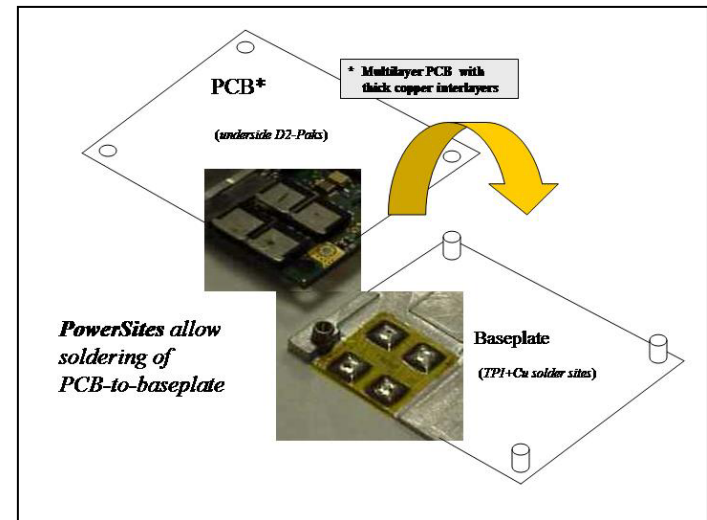 PCB*
(underside D2-Paks)
* Multilayer PCB with
thick copper interlayers
PowerSites allow
soldering of
PCB-to-baseplate
Baseplate
(TPI+Cu solder sites)